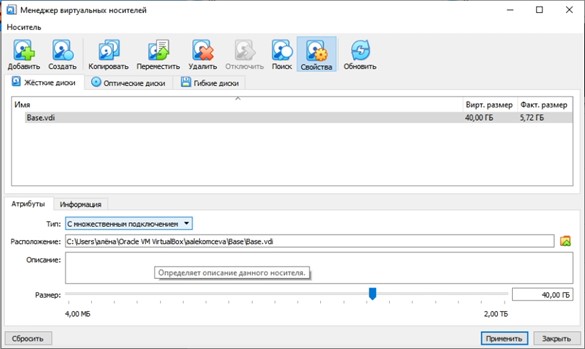 Менеджер виртуальных носителей
Носитель
Добавить Создать Копировать Переместить Удалить Отключить Поиск Свойства Обновить
Жёсткие диски Оптические диски Гибкие диски
Имя Вирт. размер Факт. размер
Base.vdi 40,00 ГБ 5,72 ГБ
Атрибуты Информация
Тип: С множественным подключением
Расположение: C:\Users\алёна\Oracle VM VirtualBox\aalekomceva\Base\Base.vdi
Описание:
Определяет описание данного носителя.
Размер: 40,00 ГБ
4,00 МБ 2,00 ТБ
Сбросить Применить Закрыть